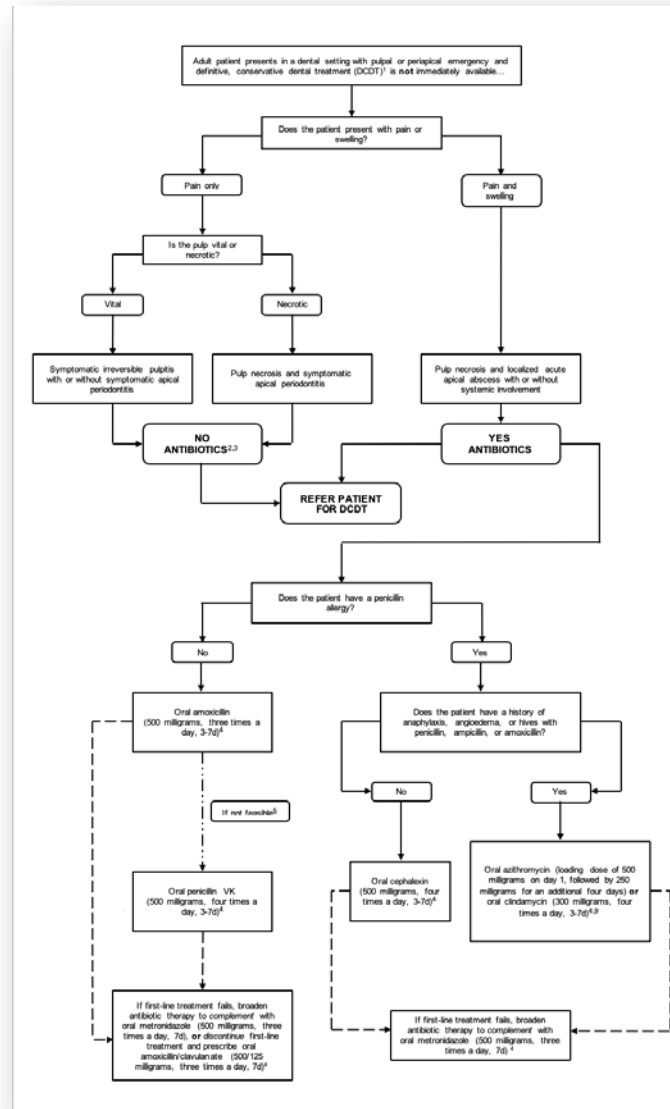 Adult patient presents in a dental setting with pulpal or periapical emergency and
definitive, conservative dental treatment (DCDT)¹ is not immediately available…
Does the patient present with pain or
swelling?
Pain only
Pain and
swelling
Is the pulp vital or
necrotic?
Vital
Necrotic
Symptomatic irreversible pulpitis
with or without symptomatic apical
periodontitis
Pulp necrosis and symptomatic
apical periodontitis
Pulp necrosis and localized acute
apical abscess with or without
systemic involvement
NO
ANTIBIOTICS²,³
YES
ANTIBIOTICS
REFER PATIENT
FOR DCDT
Does the patient have a penicillin
allergy?
No
Yes
Oral amoxicillin
(500 milligrams, three times a
day, 3-7d)⁴
Does the patient have a history of
anaphylaxis, angioedema, or hives with
penicillin, ampicillin, or amoxicillin?
If not feasible⁵
No
Yes
Oral penicillin VK
(500 milligrams, four times a
day, 3-7d)⁴
Oral cephalexin
(500 milligrams, four
times a day, 3-7d)⁴
Oral azithromycin (loading dose of 500
milligrams on day 1, followed by 250
milligrams for an additional four days) or
oral clindamycin (300 milligrams, four
times a day, 3-7d)
If first-line treatment fails, broaden
antibiotic therapy to complement with
oral metronidazole (500 milligrams, three
times a day, 7d), or discontinue first-line
treatment and prescribe oral
amoxicillin/clavulanate (500/125
milligrams, three times a day, 7d)⁴
If first-line treatment fails, broaden
antibiotic therapy to complement with
oral metronidazole (500 milligrams, three
times a day, 7d) ⁴